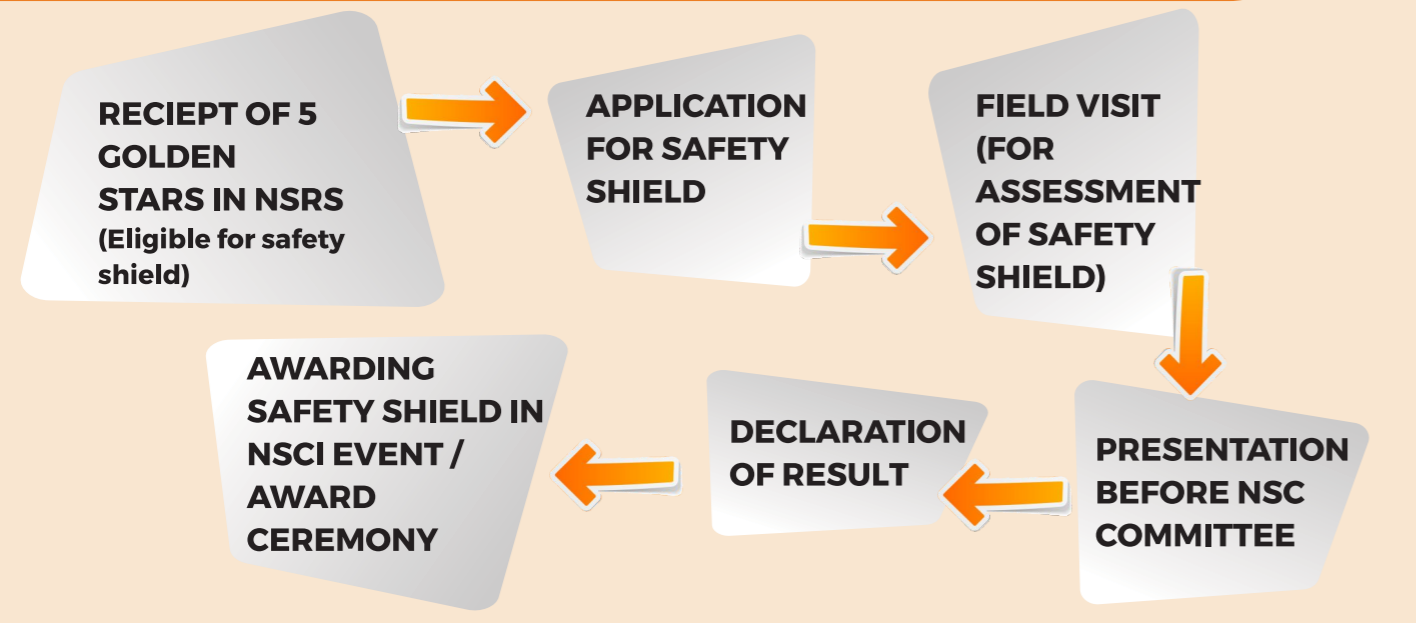 RECIEPT OF 5
GOLDEN
STARS IN NSRS
(Eligible for safety
shield)
APPLICATION
FOR SAFETY
SHIELD
FIELD VISIT
(FOR
ASSESSMENT
OF SAFETY
SHIELD)
PRESENTATION
BEFORE NSC
COMMITTEE
DECLARATION
OF RESULT
AWARDING
SAFETY SHIELD IN
NSCl EVENT /
AWARD
CEREMONY